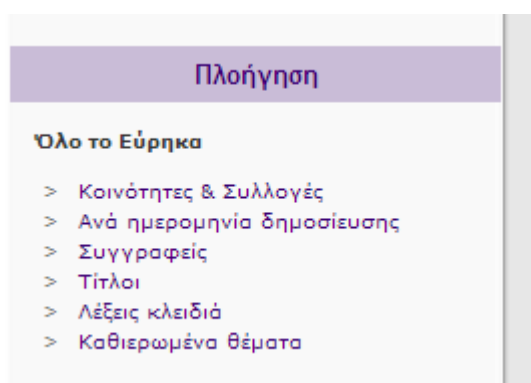 Πλοήγηση
Όλο το Εύρηκα
> Κοινότητες & Συλλογές
> Ανά ημερομηνία δημοσίευσης
> Συγγραφείς
> Τίτλοι
> Λέξεις κλειδιά
> Καθιερωμένα θέματα